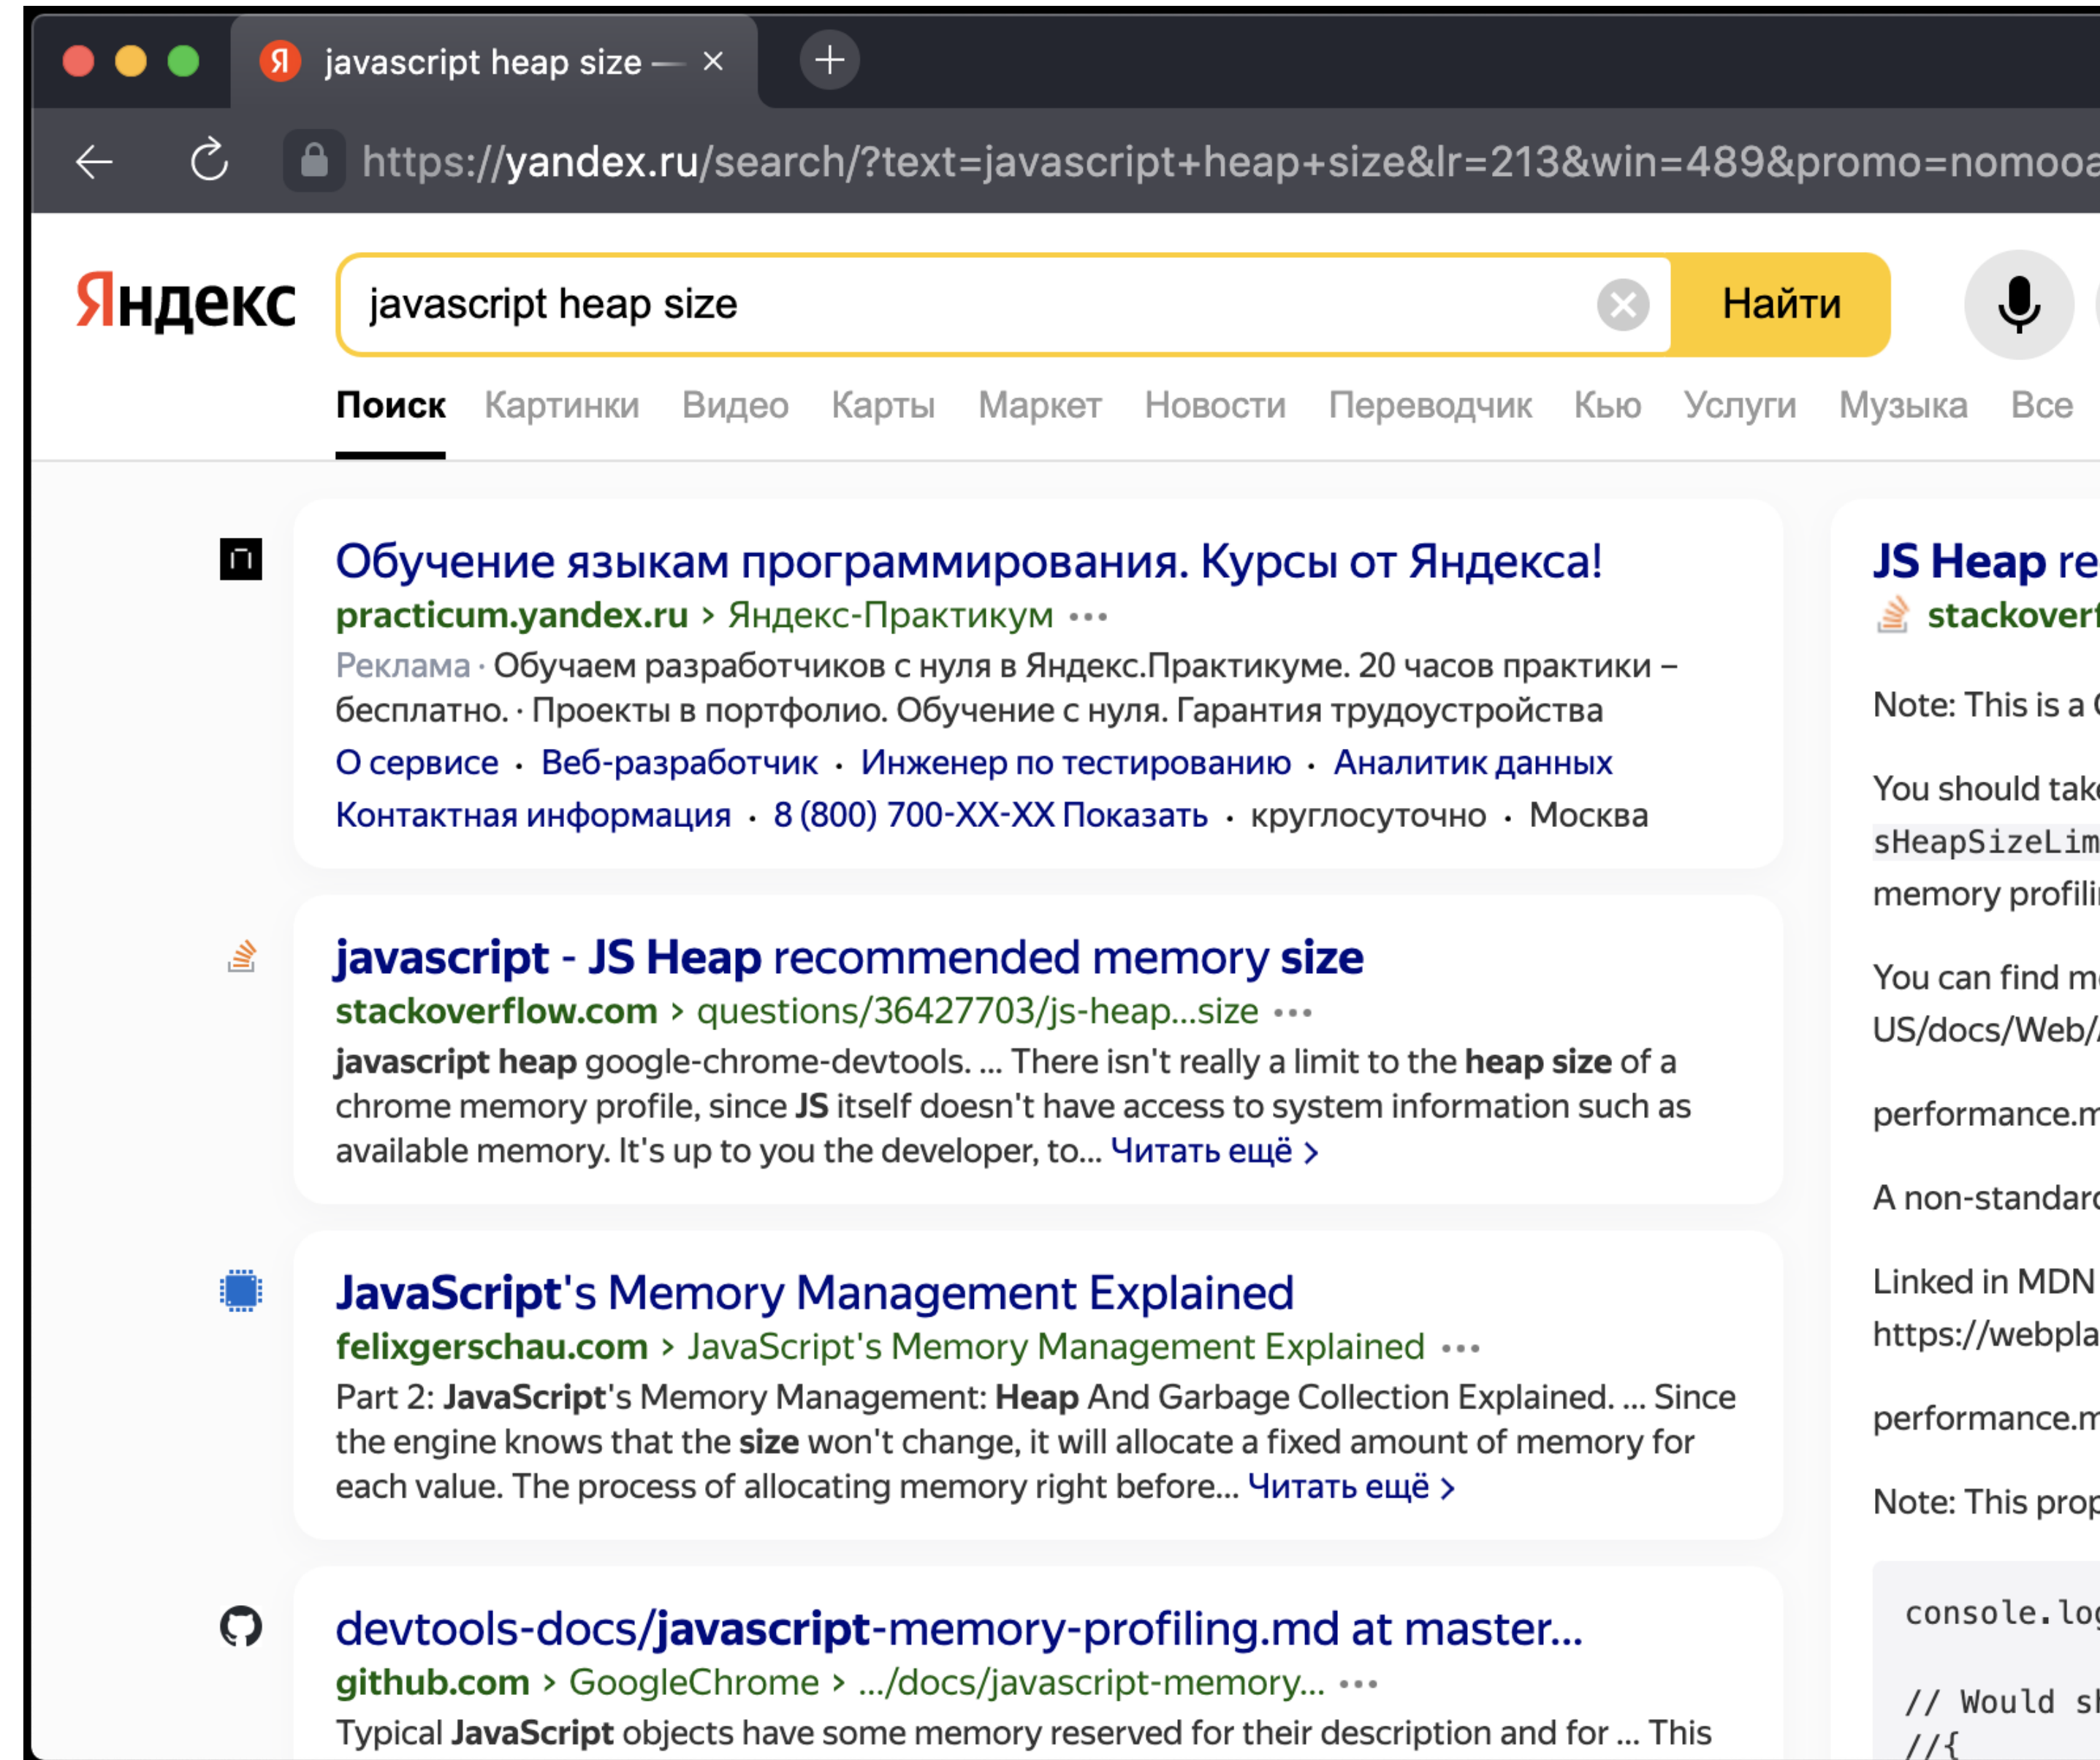 Я javascript heap size —
https://yandex.ru/search/?text=javascript+heap+size&lr=213&win=489&promo=nomooa
Яндекс
javascript heap size
Найти
Поиск Картинки Видео Карты Маркет Новости Переводчик Кью Услуги Музыка Все
Обучение языкам программирования. Курсы от Яндекса!
practicum.yandex.ru > Яндекс-Практикум ...
Реклама · Обучаем разработчиков с нуля в Яндекс.Практикуме. 20 часов практики –
бесплатно. · Проекты в портфолио. Обучение с нуля. Гарантия трудоустройства
О сервисе · Веб-разработчик · Инженер по тестированию · Аналитик данных
Контактная информация · 8 (800) 700-XX-XX Показать · круглосуточно · Москва
javascript - JS Heap recommended memory size
stackoverflow.com > questions/36427703/js-heap...size ...
javascript heap google-chrome-devtools. ... There isn't really a limit to the heap size of a
chrome memory profile, since JS itself doesn't have access to system information such as
available memory. It's up to you the developer, to... Читать ещё >
JavaScript's Memory Management Explained
felixgerschau.com > JavaScript's Memory Management Explained ...
Part 2: JavaScript's Memory Management: Heap And Garbage Collection Explained. ... Since
the engine knows that the size won't change, it will allocate a fixed amount of memory for
each value. The process of allocating memory right before... Читать ещё >
devtools-docs/javascript-memory-profiling.md at master...
github.com > GoogleChrome > .../docs/javascript-memory... ...
Typical JavaScript objects have some memory reserved for their description and for ... This
JS Heap re
stackoverf
Note: This is a
You should take
sHeapSizeLim
memory profili
You can find m
US/docs/Web/
performance.m
A non-standard
Linked in MDN
https://webpla
performance.m
Note: This prop
console.log
// Would sh
//{